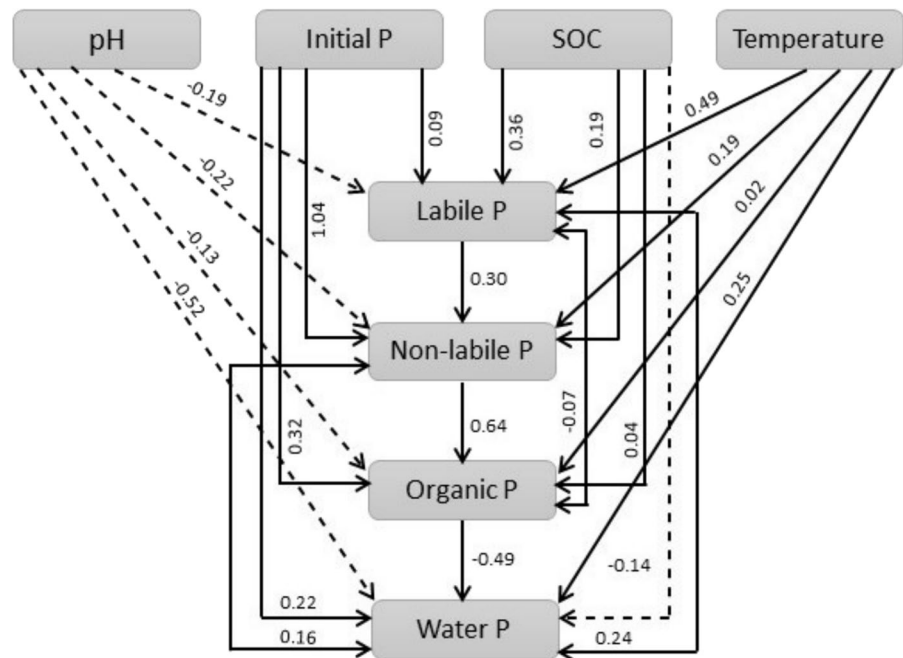 pH
Initial P
SOC
Temperature
-0.19
0.09
0.36
0.19
0.49
-0.22
1.04
0.19
Labile P
0.02
-0.13
0.30
0.25
-0.52
Non-labile P
-0.07
0.32
0.64
0.04
Organic P
-0.49
-0.14
0.22
Water P
0.16
0.24